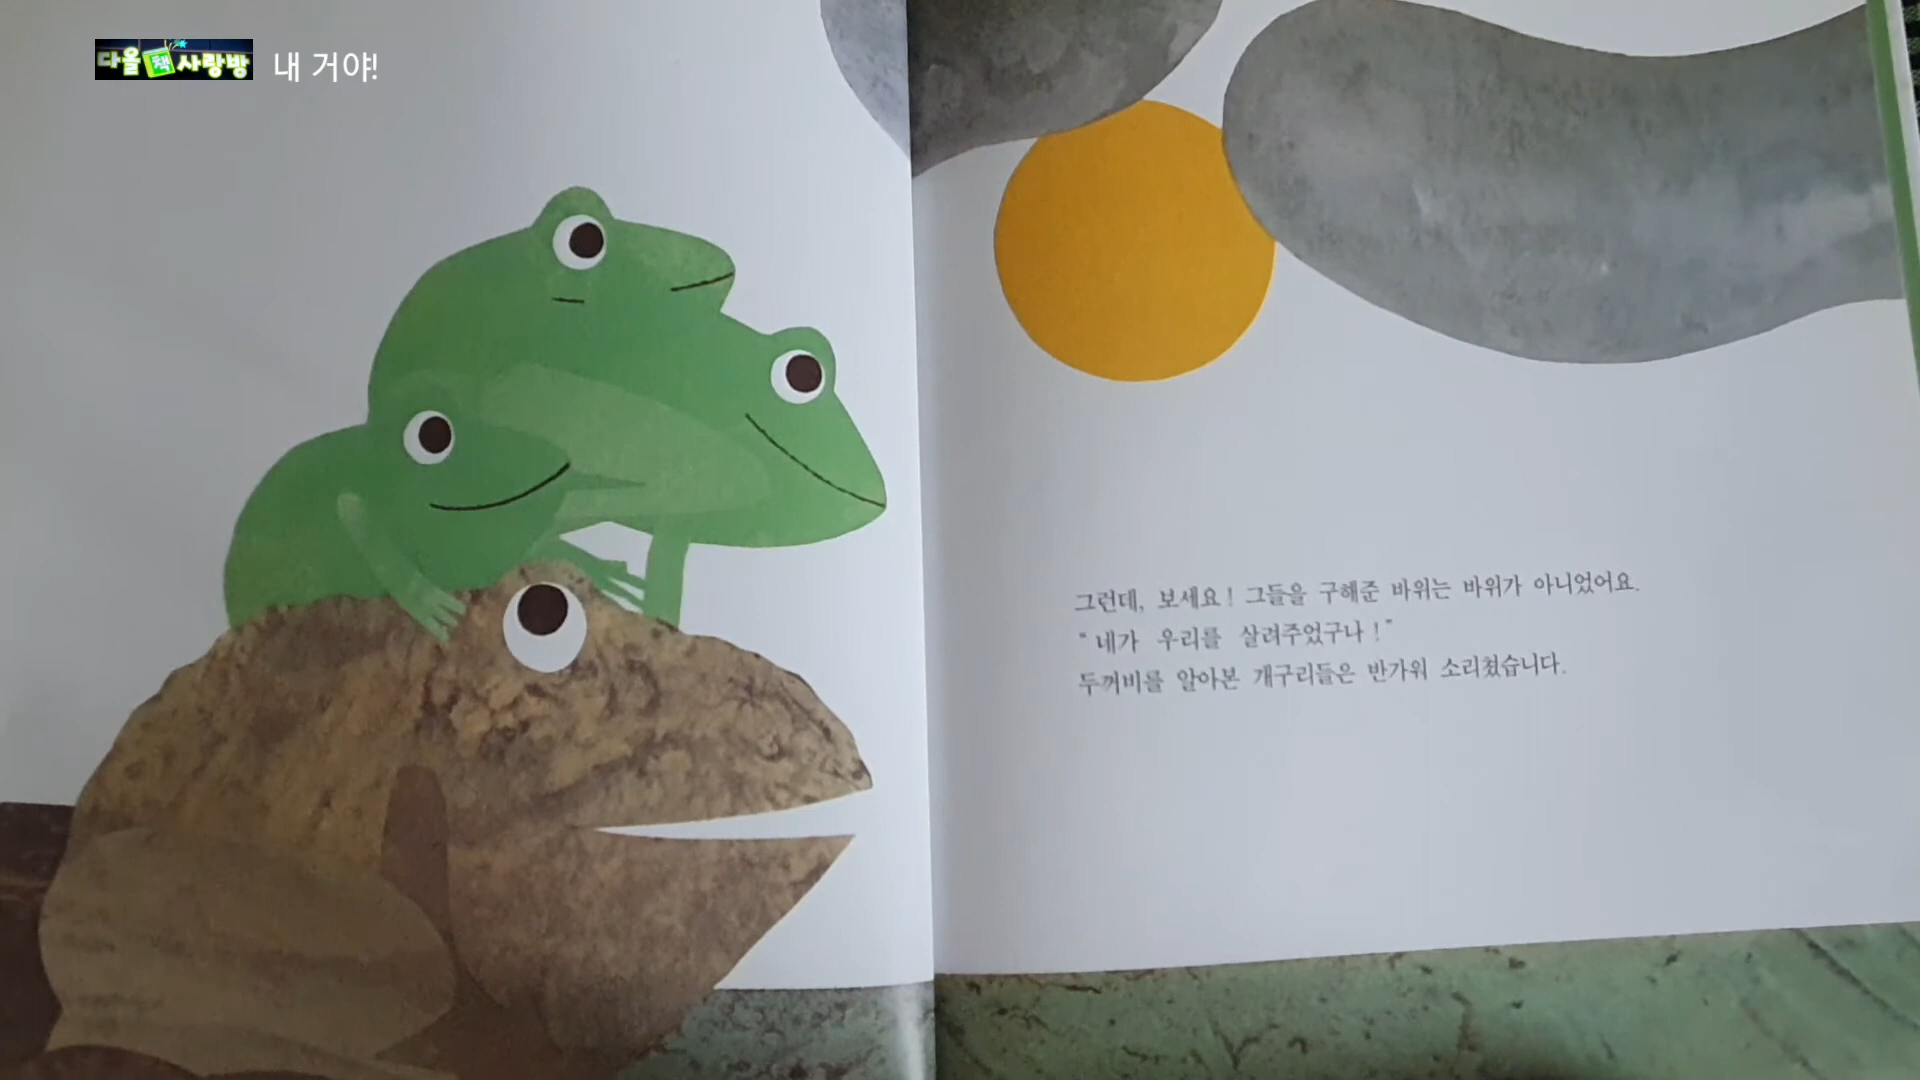 다올책사랑방 내 거야!
그런데, 보세요! 그들을 구해준 바위는 바위가 아니었어요.
“네가 우리를 살려주었구나!”
두꺼비를 알아본 개구리들은 반가워 소리쳤습니다.